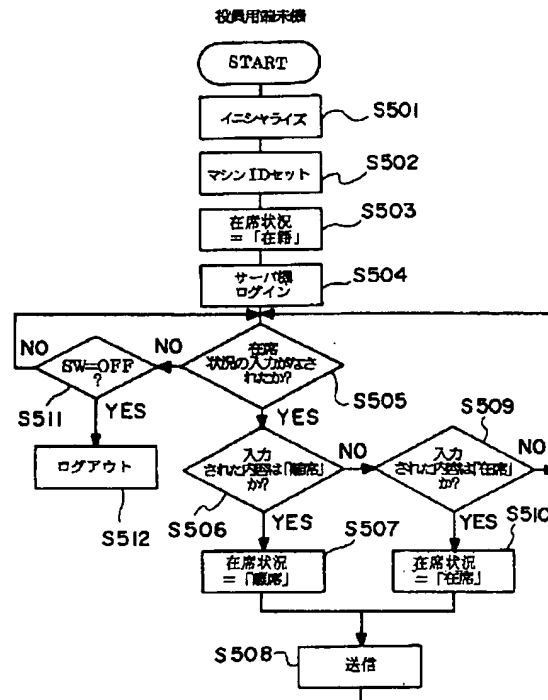 役員用端末機
START
イニシャライズ
S501
マシンIDセット
S502
在席状況
=「在席」
S503
サーバ機
ログイン
S504
在席
状況の入力がなさ
れたか?
S505
NO
YES
SW=OFF
?
NO
YES
S511
ログアウト
S512
入力
された内容は「離席」
か?
S506
NO
YES
入力
された内容は「在席」
か?
S509
NO
YES
在席状況
=「離席」
S507
在席状況
=「在席」
S510
送信
S508